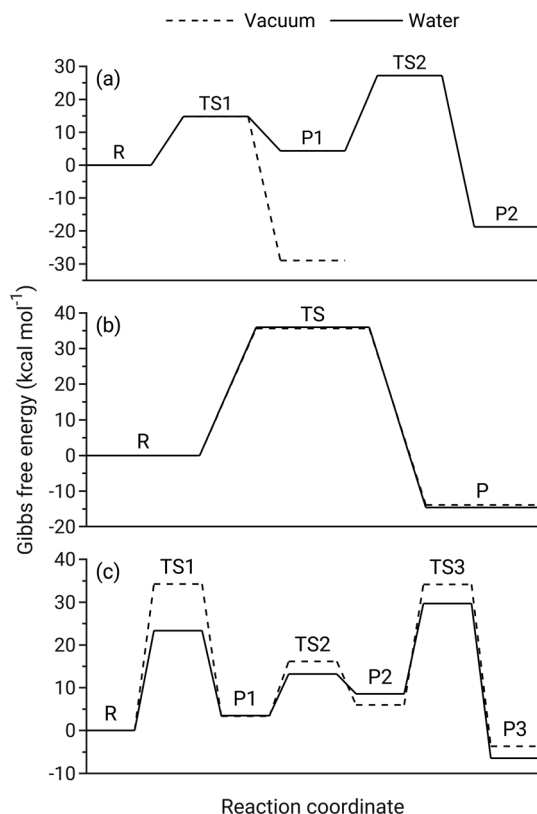 Vacuum Water
30 (a) TS2
20 TS1
10 R P1
0
-10
-20 P2
-30
Gibbs free energy (kcal mol⁻¹)
40 (b) TS
30
20
10 R
0
-10 P
-20
40 (c) TS1 TS3
30
20 TS2
10 R P1 P2
0 P3
-10
Reaction coordinate